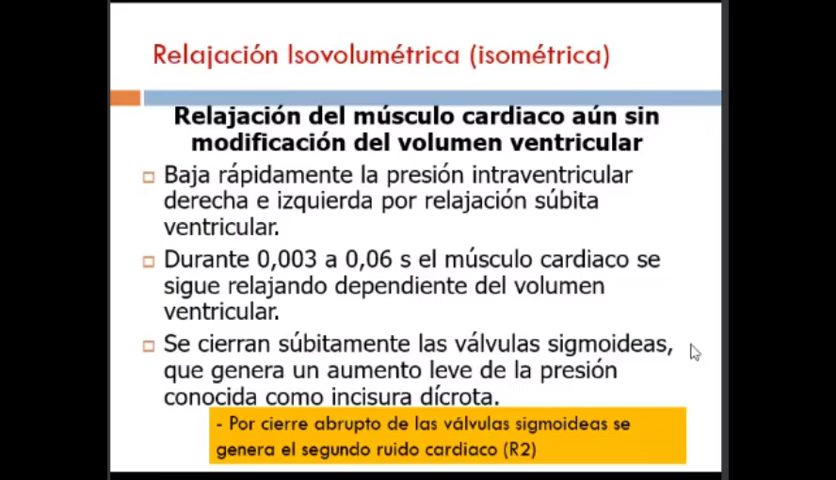 Relajación Isovolumétrica (isométrica)
Relajación del músculo cardiaco aún sin
modificación del volumen ventricular
Baja rápidamente la presión intraventricular
derecha e izquierda por relajación súbita
ventricular.
Durante 0,003 a 0,06 s el músculo cardiaco se
sigue relajando dependiente del volumen
ventricular.
Se cierran súbitamente las válvulas sigmoideas,
que genera un aumento leve de la presión
conocida como incisura dícrota.
- Por cierre abrupto de las válvulas sigmoideas se
genera el segundo ruido cardiaco (R2)